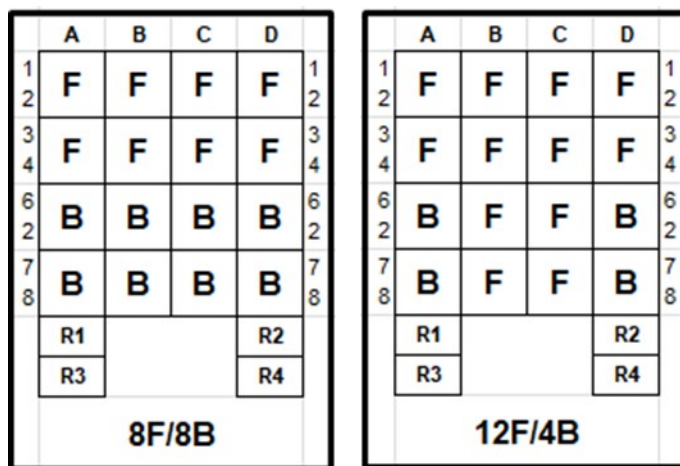 A B C D
1 1
F F F F
2 2
3 3
F F F F
4 4
6 6
B B B B
2 2
7 7
B B B B
8 8
R1 R2
R3 R4
8F/8B
A B C D
1 1
F F F F
2 2
3 3
F F F F
4 4
6 6
B F F B
2 2
7 7
B F F B
8 8
R1 R2
R3 R4
12F/4B